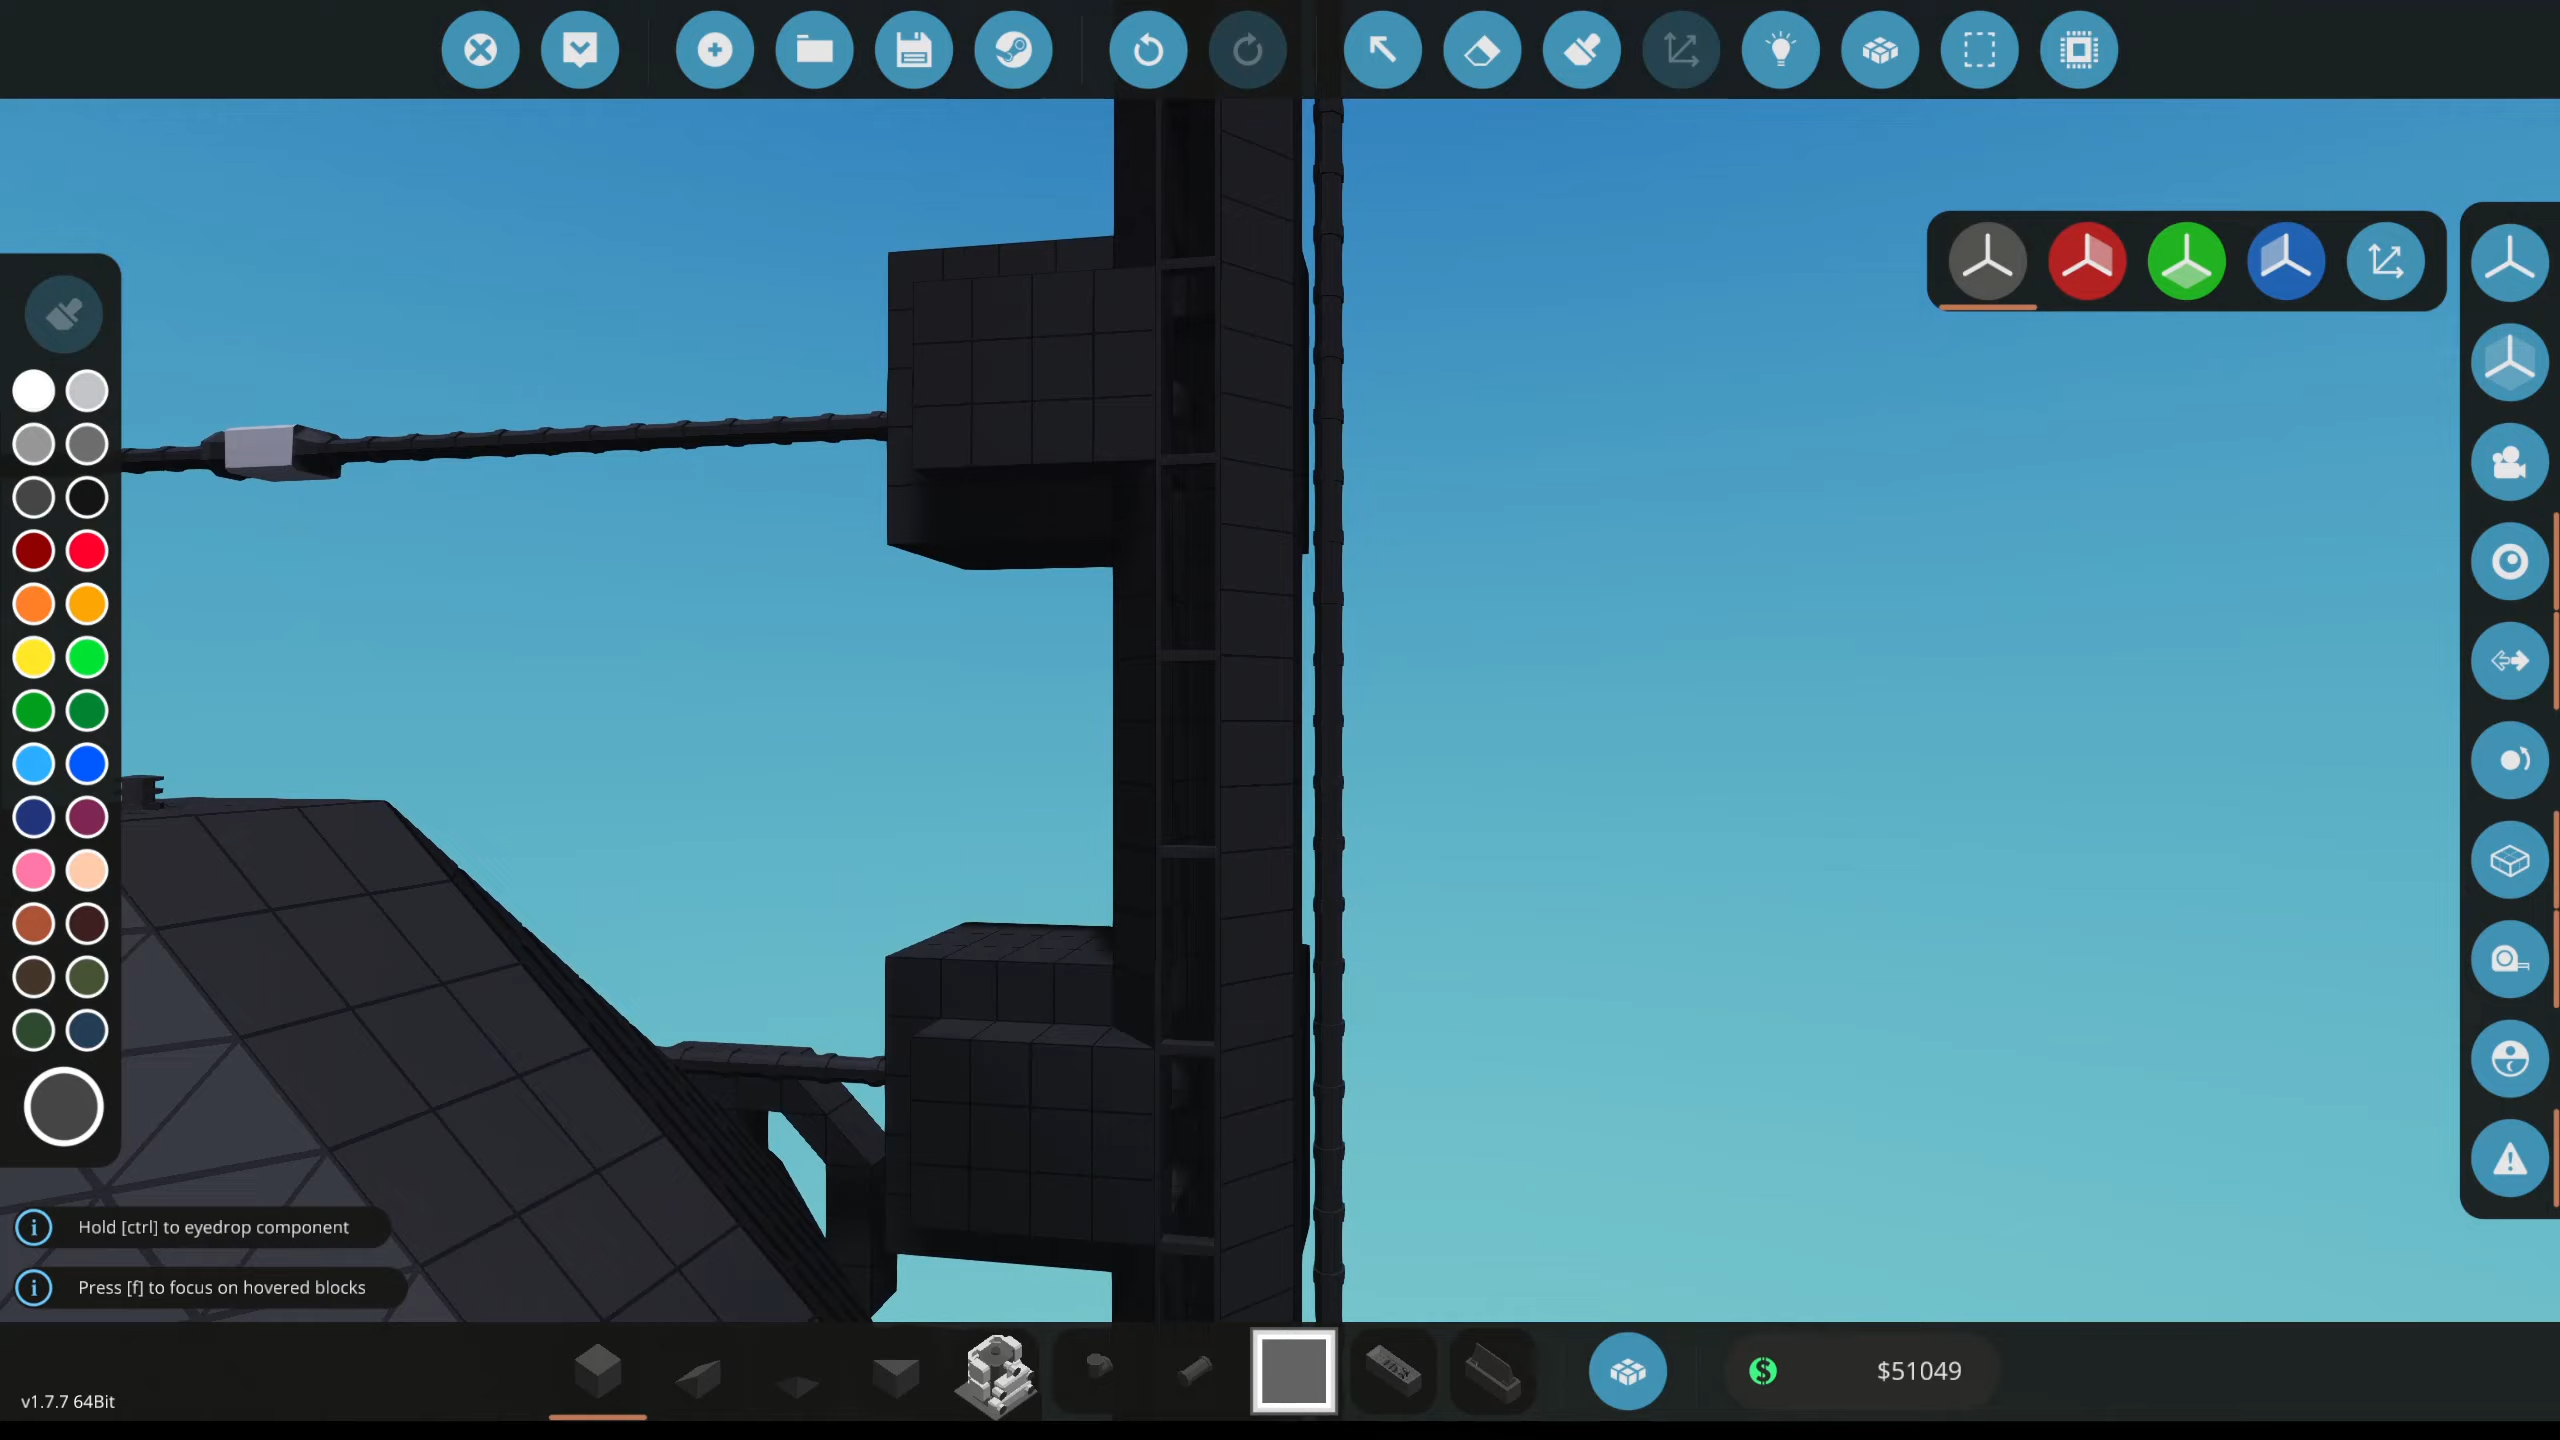 Hold [ctrl] to eyedrop component
Press [f] to focus on hovered blocks
v1.7.7 64Bit
$51049